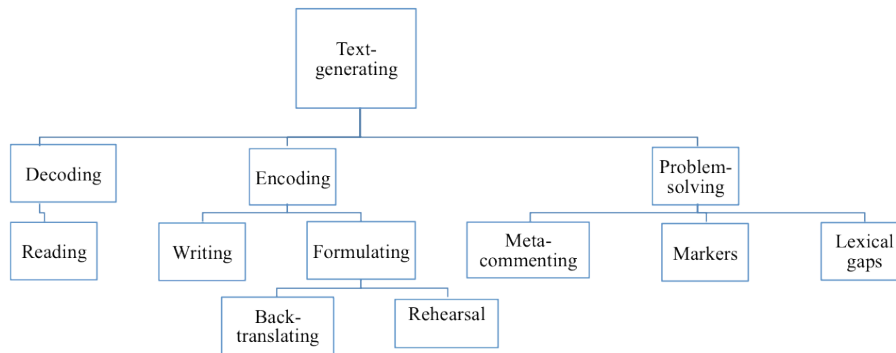 Text-
generating
Decoding
Encoding
Problem-
solving
Reading
Writing
Formulating
Meta-
commenting
Markers
Lexical
gaps
Back-
translating
Rehearsal